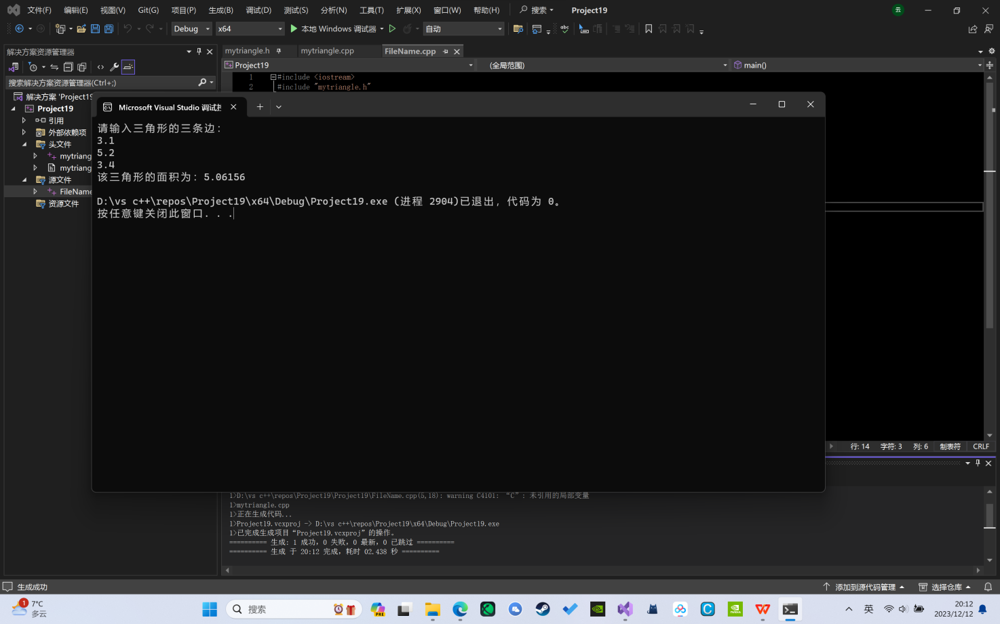 文件(F) 编辑(E) 视图(V) Git(G) 项目(P) 生成(B) 调试(D) 测试(S) 分析(N) 工具(T) 扩展(X) 窗口(W) 帮助(H) 搜索 Project19 云
Debug x64 本地 Windows 调试器 自动
解决方案资源管理器
mytriangle.h mytriangle.cpp FileName.cpp
Project19 (全局范围) main()
搜索解决方案资源管理器(Ctrl+;)
1 #include <iostream>
2 #include "mytriangle.h"
解决方案 'Project19
Project19
引用
外部依赖项
头文件
mytriang
mytriang
源文件
FileName
资源文件
Microsoft Visual Studio 调试控
请输入三角形的三条边:
3.1
5.2
3.4
该三角形的面积为: 5.06156
D:\vs c++\repos\Project19\x64\Debug\Project19.exe (进程 2904)已退出，代码为 0。
按任意键关闭此窗口. . .
行: 14 字符: 3 列: 6 制表符 CRLF
1>D:\vs c++\repos\Project19\Project19\FileName.cpp(5,18): warning C4101: “C”: 未引用的局部变量
1>mytriangle.cpp
1>正在生成代码...
1>Project19.vcxproj -> D:\vs c++\repos\Project19\x64\Debug\Project19.exe
1>已完成生成项目“Project19.vcxproj”的操作。
========== 生成: 1 成功，0 失败，0 最新，0 已跳过 ==========
========== 生成 于 20:12 完成，耗时 02.438 秒 ==========
生成成功 添加到源代码管理 选择仓库
1 7°C
多云
搜索
PRE
英
20:12
2023/12/12